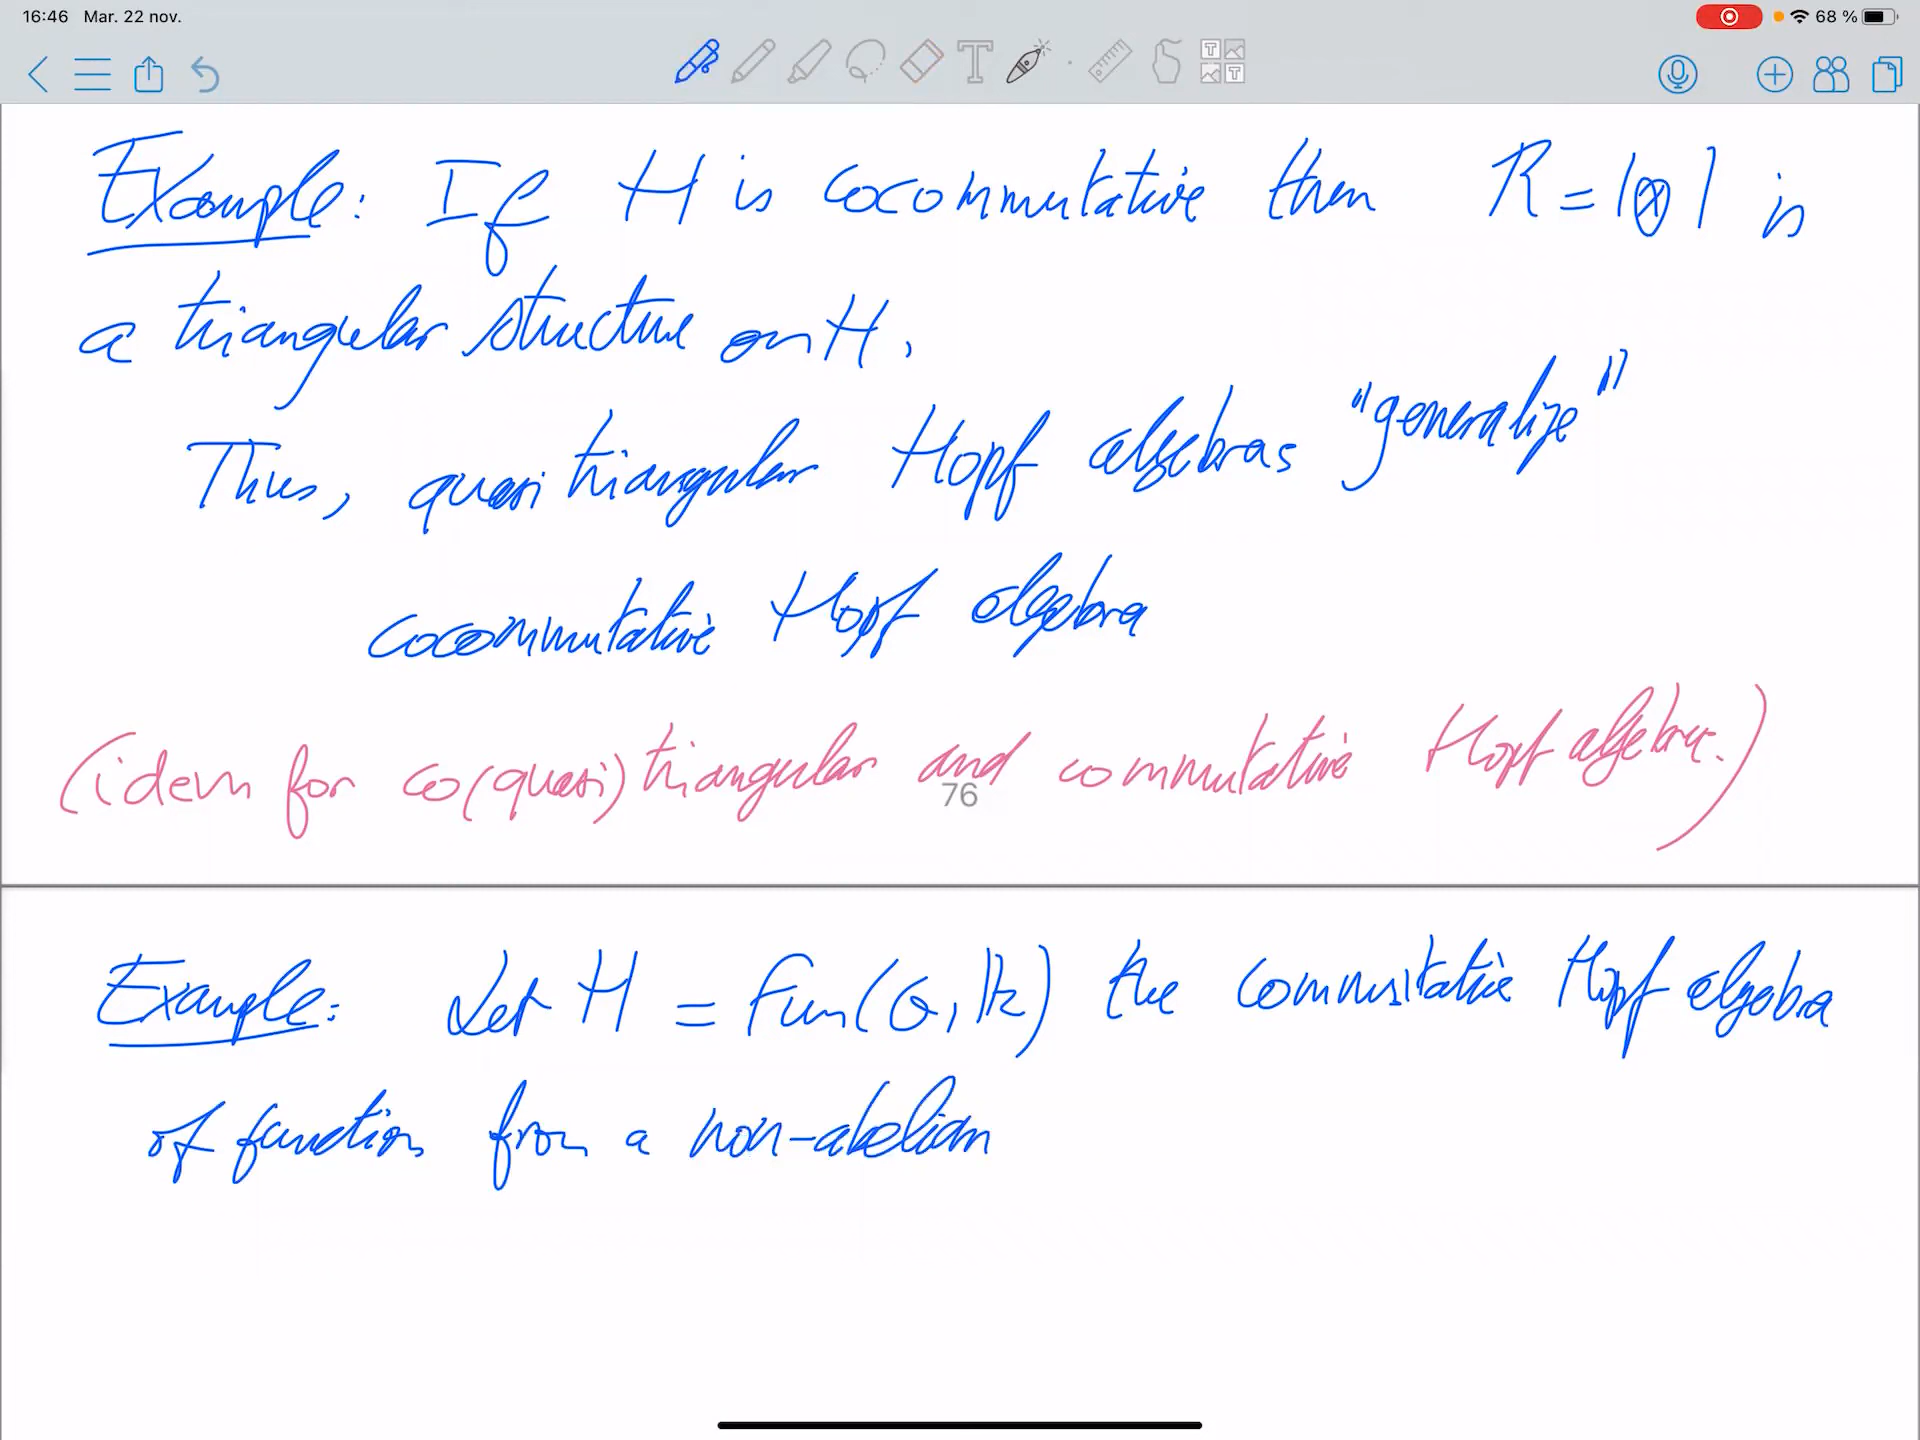 16:46 Mar. 22 nov. 68 %
Example: If H is cocommutative then R = 1⊗1 is
a triangular structure on H.
Thus, quasi triangular Hopf algebras "generalize"
cocommutative Hopf algebra
(idem for co(quasi)triangular and commutative Hopf algebra.)
76
Example: Let H = Fun(G, k) the commutative Hopf algebra
of function from a non-abelian